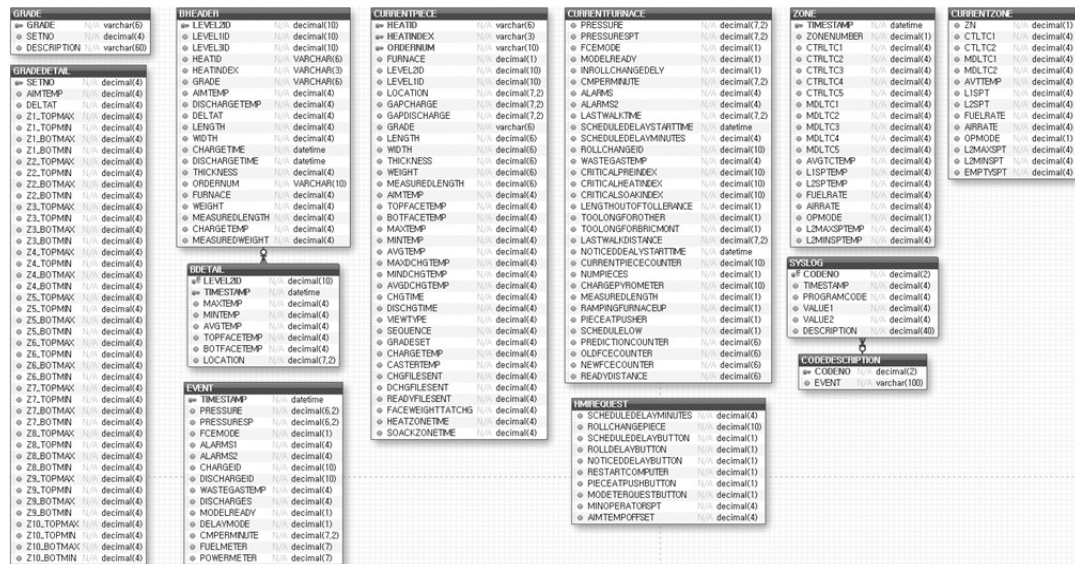 GRADE
GRADE N/A varchar(6)
SETNO N/A decimal(4)
DESCRIPTION N/A varchar(60)
GRADEDETAIL
SETNO N/A decimal(4)
AIMTEMP N/A decimal(4)
DELTAT N/A decimal(4)
Z1_TOPMAX N/A decimal(4)
Z1_TOPMIN N/A decimal(4)
Z1_BOTMAX N/A decimal(4)
Z1_BOTMIN N/A decimal(4)
Z2_TOPMAX N/A decimal(4)
Z2_TOPMIN N/A decimal(4)
Z2_BOTMAX N/A decimal(4)
Z2_BOTMIN N/A decimal(4)
Z3_TOPMAX N/A decimal(4)
Z3_TOPMIN N/A decimal(4)
Z3_BOTMAX N/A decimal(4)
Z3_BOTMIN N/A decimal(4)
Z4_TOPMAX N/A decimal(4)
Z4_TOPMIN N/A decimal(4)
Z4_BOTMAX N/A decimal(4)
Z4_BOTMIN N/A decimal(4)
Z5_TOPMAX N/A decimal(4)
Z5_TOPMIN N/A decimal(4)
Z5_BOTMAX N/A decimal(4)
Z5_BOTMIN N/A decimal(4)
Z6_TOPMAX N/A decimal(4)
Z6_TOPMIN N/A decimal(4)
Z6_BOTMAX N/A decimal(4)
Z6_BOTMIN N/A decimal(4)
Z7_TOPMAX N/A decimal(4)
Z7_TOPMIN N/A decimal(4)
Z7_BOTMAX N/A decimal(4)
Z7_BOTMIN N/A decimal(4)
Z8_TOPMAX N/A decimal(4)
Z8_TOPMIN N/A decimal(4)
Z8_BOTMAX N/A decimal(4)
Z8_BOTMIN N/A decimal(4)
Z9_TOPMAX N/A decimal(4)
Z9_TOPMIN N/A decimal(4)
Z9_BOTMAX N/A decimal(4)
Z9_BOTMIN N/A decimal(4)
Z10_TOPMAX N/A decimal(4)
Z10_TOPMIN N/A decimal(4)
Z10_BOTMAX N/A decimal(4)
Z10_BOTMIN N/A decimal(4)
BHEADER
LEVEL2ID N/A decimal(10)
LEVEL1ID N/A decimal(10)
LEVEL3ID N/A decimal(10)
HEATID N/A VARCHAR(6)
HEATINDEX N/A VARCHAR(3)
GRADE N/A VARCHAR(6)
AIMTEMP N/A decimal(4)
DISCHARGETEMP N/A decimal(4)
DELTAT N/A decimal(4)
LENGTH N/A decimal(4)
WIDTH N/A decimal(4)
CHARGETIME N/A datetime
DISCHARGETIME N/A datetime
THICKNESS N/A decimal(4)
ORDERNUM N/A VARCHAR(10)
FURNACE N/A decimal(4)
WEIGHT N/A decimal(4)
MEASUREDLENGTH N/A decimal(4)
CHARGETEMP N/A decimal(4)
MEASUREDWEIGHT N/A decimal(4)
BDETAIL
LEVEL2ID N/A decimal(10)
TIMESTAMP N/A datetime
MAXTEMP N/A decimal(4)
MINTEMP N/A decimal(4)
AVGTEMP N/A decimal(4)
TOPFACETEMP N/A decimal(4)
BOTFACETEMP N/A decimal(4)
LOCATION N/A decimal(7,2)
EVENT
TIMESTAMP N/A datetime
PRESSURE N/A decimal(6,2)
PRESSURESP N/A decimal(6,2)
FCEMODE N/A decimal(1)
ALARMS1 N/A decimal(4)
ALARMS2 N/A decimal(4)
CHARGEID N/A decimal(10)
DISCHARGEID N/A decimal(10)
WASTEGASTEMP N/A decimal(4)
DISCHARGES N/A decimal(4)
MODELREADY N/A decimal(1)
DELAYMODE N/A decimal(1)
CMPERMINUTE N/A decimal(7,2)
FUELMETER N/A decimal(7)
POWERMETER N/A decimal(7)
CURRENTPIECE
HEATID N/A varchar(6)
HEATINDEX N/A varchar(3)
ORDERNUM N/A varchar(10)
FURNACE N/A decimal(1)
LEVEL2ID N/A decimal(10)
LEVEL1ID N/A decimal(10)
LOCATION N/A decimal(7,2)
GAPCHARGE N/A decimal(7,2)
GAPDISCHARGE N/A decimal(7,2)
GRADE N/A varchar(6)
LENGTH N/A decimal(6)
WIDTH N/A decimal(6)
THICKNESS N/A decimal(6)
WEIGHT N/A decimal(6)
MEASUREDLENGTH N/A decimal(6)
AIMTEMP N/A decimal(4)
TOPFACETEMP N/A decimal(4)
BOTFACETEMP N/A decimal(4)
MAXTEMP N/A decimal(4)
MINTEMP N/A decimal(4)
AVGTEMP N/A decimal(4)
MAXDCHGTEMP N/A decimal(4)
MINDCHGTEMP N/A decimal(4)
AVGDCHGTEMP N/A decimal(4)
CHGTIME N/A decimal(4)
DISCHGTIME N/A decimal(4)
VIEWTYPE N/A decimal(4)
SEQUENCE N/A decimal(4)
GRADESET N/A decimal(4)
CHARGETEMP N/A decimal(4)
CASTERTEMP N/A decimal(4)
CHGFILESENT N/A decimal(4)
DCHGFILESENT N/A decimal(4)
READYFILESENT N/A decimal(4)
FACEWEIGHTTATCHG N/A decimal(4)
HEATZONETIME N/A decimal(4)
SOACKZONETIME N/A decimal(4)
CURRENTFURNACE
PRESSURE N/A decimal(7,2)
PRESSURESPT N/A decimal(7,2)
FCEMODE N/A decimal(1)
MODELREADY N/A decimal(1)
INROLLCHANGEDELY N/A decimal(1)
CMPERMINUTE N/A decimal(7,2)
ALARMS N/A decimal(4)
ALARMS2 N/A decimal(4)
LASTWALKTIME N/A decimal(7,2)
SCHEDULEDELAYSTARTTIME N/A datetime
SCHEDULEDELAYMINUTES N/A decimal(4)
ROLLCHANGEID N/A decimal(10)
WASTEGASTEMP N/A decimal(4)
CRITICALPREINDEX N/A decimal(10)
CRITICALHEATINDEX N/A decimal(10)
CRITICALSOAKINDEX N/A decimal(10)
LENGTHOUTOFTOLLERANCE N/A decimal(1)
TOOLONGFOROTHER N/A decimal(1)
TOOLONGFORBRICMONT N/A decimal(1)
LASTWALKDISTANCE N/A decimal(7,2)
NOTICEDDEALYSTARTTIME N/A datetime
CURRENTPIECECOUNTER N/A decimal(10)
NUMPIECES N/A decimal(4)
CHARGEPYROMETER N/A decimal(10)
MEASUREDLENGTH N/A decimal(1)
RAMPINGFURNACEUP N/A decimal(1)
PIECEATPUSHER N/A decimal(1)
SCHEDULELOW N/A decimal(1)
PREDICTIONCOUNTER N/A decimal(6)
OLDFCECOUNTER N/A decimal(6)
NEWFCECOUNTER N/A decimal(6)
READYDISTANCE N/A decimal(6)
HMIREQUEST
SCHEDULEDELAYMINUTES N/A decimal(4)
ROLLCHANGEPIECE N/A decimal(10)
SCHEDULEDELAYBUTTON N/A decimal(1)
ROLLDELAYBUTTON N/A decimal(1)
NOTICEDDELAYBUTTON N/A decimal(1)
RESTARTCOMPUTER N/A decimal(1)
PIECEATPUSHBUTTON N/A decimal(1)
MODETERQUESTBUTTON N/A decimal(1)
MINOPERATORSPT N/A decimal(4)
AIMTEMPOFFSET N/A decimal(4)
ZONE
TIMESTAMP N/A datetime
ZONENUMBER N/A decimal(1)
CTRLTC1 N/A decimal(4)
CTRLTC2 N/A decimal(4)
CTRLTC3 N/A decimal(4)
CTRLTC4 N/A decimal(4)
CTRLTC5 N/A decimal(4)
MDLTC1 N/A decimal(4)
MDLTC2 N/A decimal(4)
MDLTC3 N/A decimal(4)
MDLTC4 N/A decimal(4)
MDLTC5 N/A decimal(4)
AVGTCTEMP N/A decimal(4)
L1SPTEMP N/A decimal(4)
L2SPTEMP N/A decimal(4)
FUELRATE N/A decimal(4)
AIRRATE N/A decimal(4)
OPMODE N/A decimal(1)
L2MAXSPTEMP N/A decimal(4)
L2MINSPTEMP N/A decimal(4)
SYSLOG
CODENO N/A decimal(2)
TIMESTAMP N/A decimal(4)
PROGRAMCODE N/A decimal(4)
VALUE1 N/A decimal(4)
VALUE2 N/A decimal(4)
DESCRIPTION N/A decimal(40)
CODEDESCRIPTION
CODENO N/A decimal(2)
EVENT N/A varchar(100)
CURRENTZONE
ZN N/A decimal(1)
CTLTC1 N/A decimal(4)
CTLTC2 N/A decimal(4)
MDLTC1 N/A decimal(4)
MDLTC2 N/A decimal(4)
AVTTEMP N/A decimal(4)
L1SPT N/A decimal(4)
L2SPT N/A decimal(4)
FUELRATE N/A decimal(4)
AIRRATE N/A decimal(4)
OPMODE N/A decimal(1)
L2MAXSPT N/A decimal(4)
L2MINSPT N/A decimal(4)
EMPTYSPT N/A decimal(4)